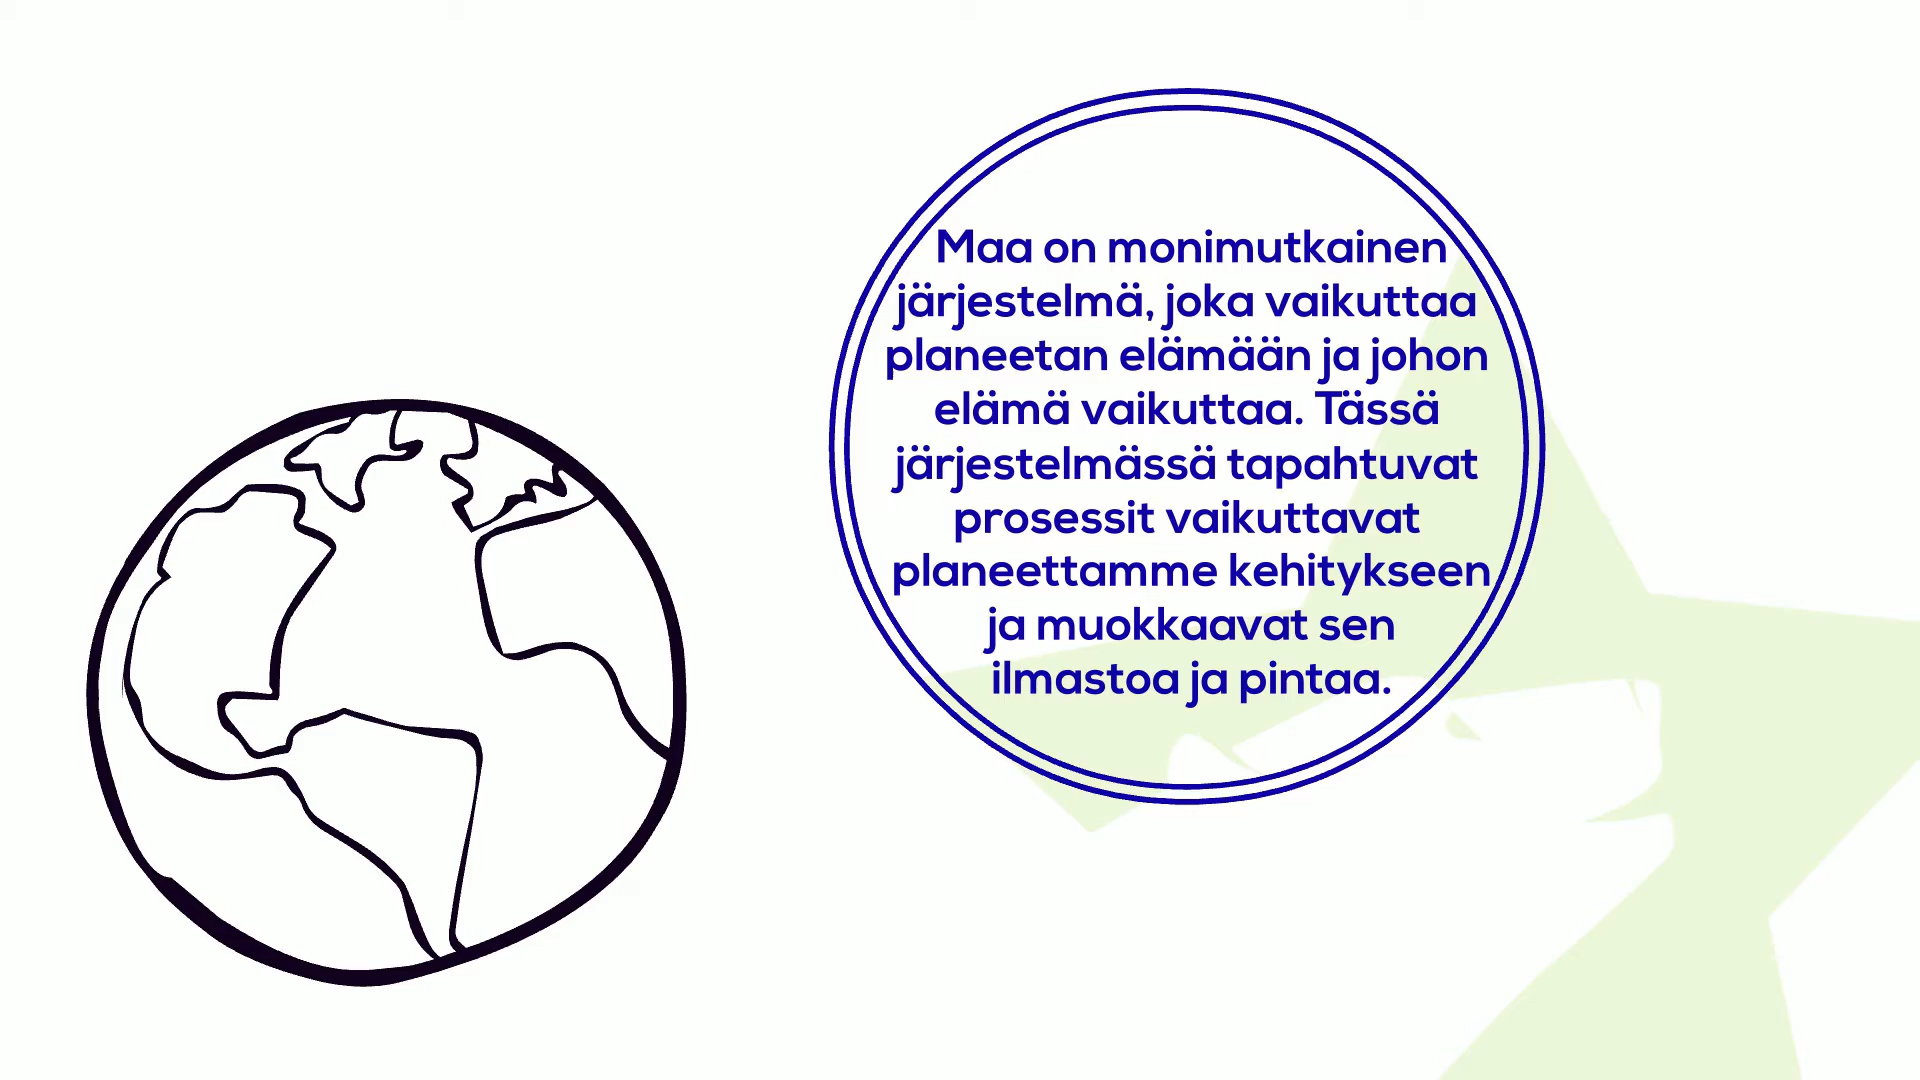 Maa on monimutkainen
järjestelmä, joka vaikuttaa
planeetan elämään ja johon
elämä vaikuttaa. Tässä
järjestelmässä tapahtuvat
prosessit vaikuttavat
planeettamme kehitykseen
ja muokkaavat sen
ilmastoa ja pintaa.